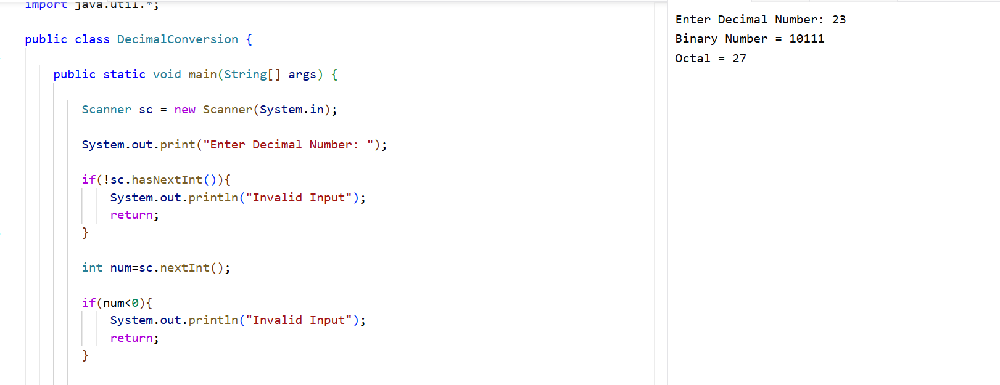 import java.util.*;
public class DecimalConversion {
public static void main(String[] args) {
Scanner sc = new Scanner(System.in);
System.out.print("Enter Decimal Number: ");
if(!sc.hasNextInt()){
System.out.println("Invalid Input");
return;
}
int num=sc.nextInt();
if(num<0){
System.out.println("Invalid Input");
return;
}
Enter Decimal Number: 23
Binary Number = 10111
Octal = 27